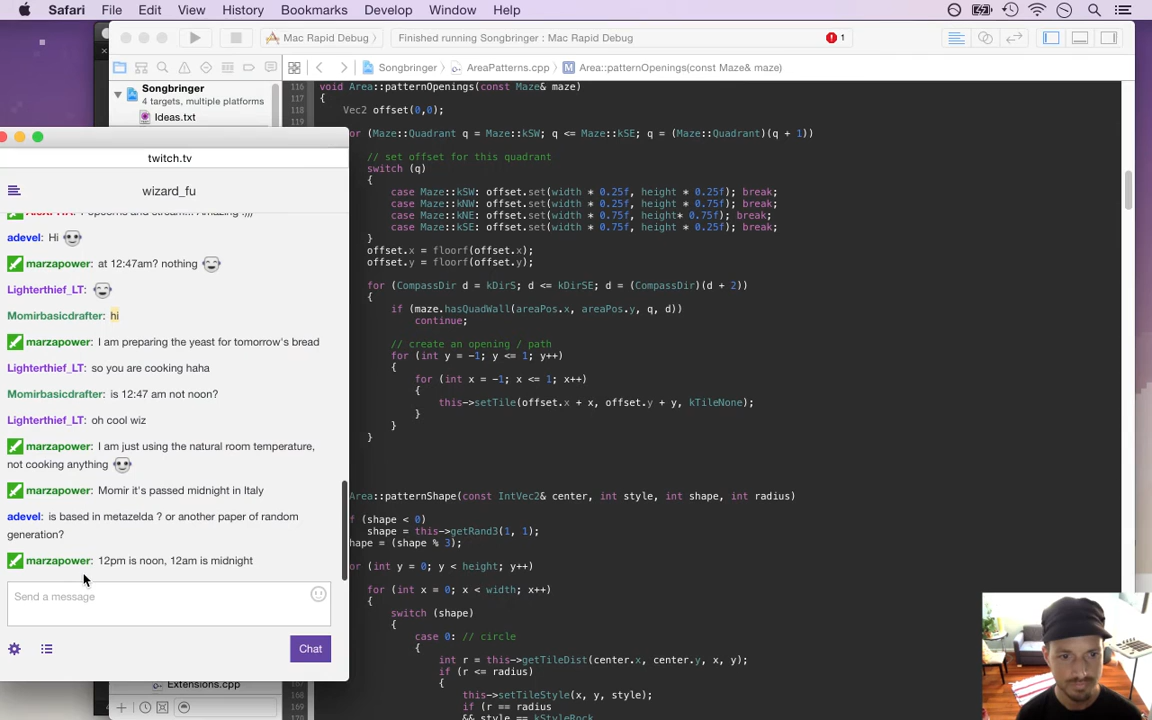 Safari File Edit View History Bookmarks Develop Window Help
Mac Rapid Debug
Finished running Songbringer : Mac Rapid Debug
1
Songbringer
AreaPatterns.cpp
Area::patternOpenings(const Maze& maze)
M
Songbringer
4 targets, multiple platforms
Ideas.txt
twitch.tv
wizard_fu
adevel: Hi
marzapower: at 12:47am? nothing
Lighterthief_LT:
Momirbasicdrafter: hi
marzapower: I am preparing the yeast for tomorrow's bread
Lighterthief_LT: so you are cooking haha
Momirbasicdrafter: is 12:47 am not noon?
Lighterthief_LT: oh cool wiz
marzapower: I am just using the natural room temperature,
not cooking anything
marzapower: Momir it's passed midnight in Italy
adevel: is based in metazelda ? or another paper of random
generation?
marzapower: 12pm is noon, 12am is midnight
Send a message
Chat
Extensions.cpp
116 void Area::patternOpenings(const Maze& maze)
117 {
118 Vec2 offset(0,0);
119
or (Maze::Quadrant q = Maze::kSW; q <= Maze::kSE; q = (Maze::Quadrant)(q + 1))
// set offset for this quadrant
switch (q)
{
case Maze::kSW: offset.set(width * 0.25f, height * 0.25f); break;
case Maze::kNW: offset.set(width * 0.25f, height * 0.75f); break;
case Maze::kNE: offset.set(width * 0.75f, height* 0.75f); break;
case Maze::kSE: offset.set(width * 0.75f, height * 0.25f); break;
}
offset.x = floorf(offset.x);
offset.y = floorf(offset.y);
for (CompassDir d = kDirS; d <= kDirSE; d = (CompassDir)(d + 2))
{
if (maze.hasQuadWall(areaPos.x, areaPos.y, q, d))
continue;
// create an opening / path
for (int y = -1; y <= 1; y++)
{
for (int x = -1; x <= 1; x++)
{
this->setTile(offset.x + x, offset.y + y, kTileNone);
}
}
}
Area::patternShape(const IntVec2& center, int style, int shape, int radius)
if (shape < 0)
shape = this->getRand3(1, 1);
hape = (shape % 3);
or (int y = 0; y < height; y++)
for (int x = 0; x < width; x++)
{
switch (shape)
{
case 0: // circle
{
int r = this->getTileDist(center.x, center.y, x, y);
if (r <= radius)
{
this->setTileStyle(x, y, style);
168 if (r == radius
169 && style == kStyleRock